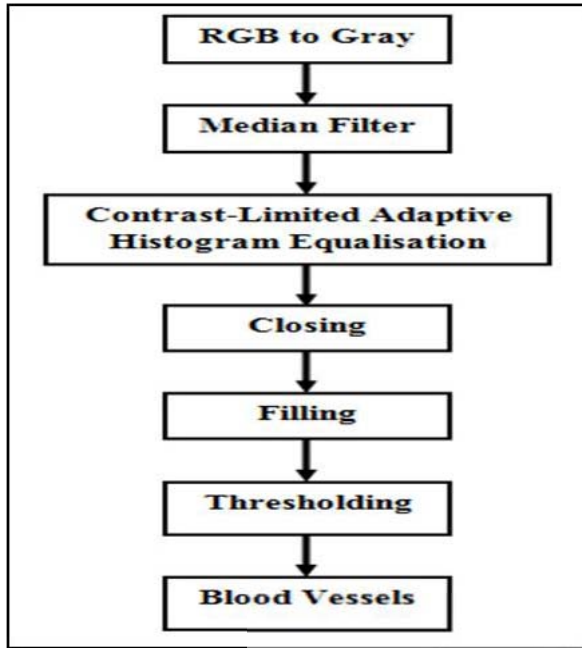 RGB to Gray
Median Filter
Contrast-Limited Adaptive
Histogram Equalisation
Closing
Filling
Thresholding
Blood Vessels